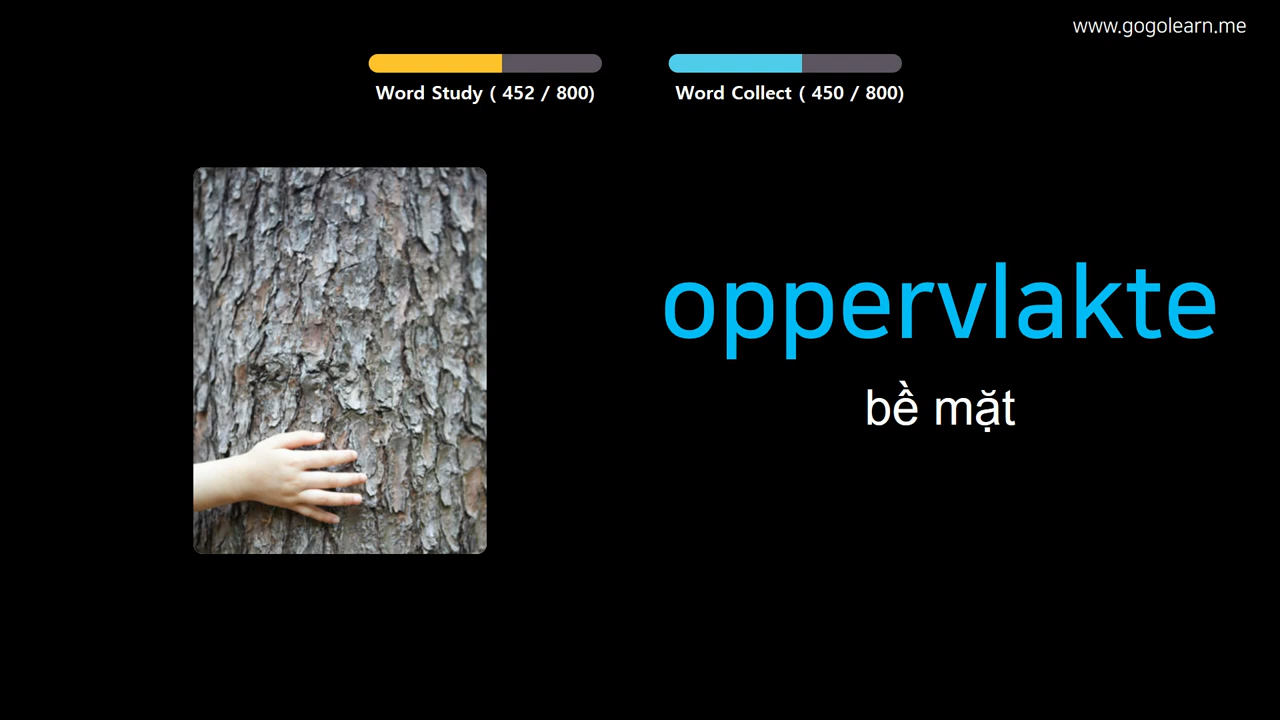 www.gogolearn.me
Word Study ( 452 / 800)
Word Collect ( 450 / 800)
oppervlakte
bề mặt